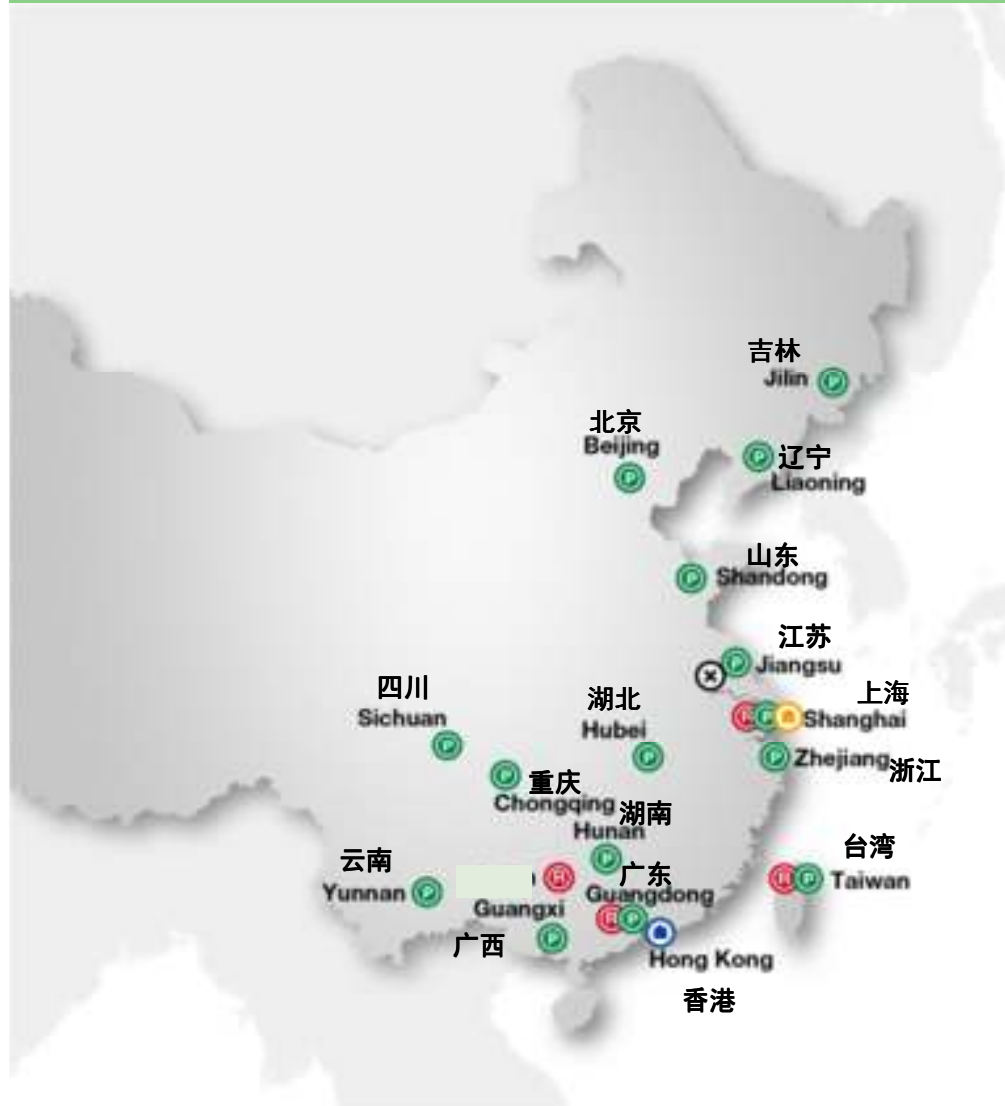 吉林
Jilin
P
北京
Beijing
P
P
辽宁
Liaoning
山东
P
Shandong
江苏
P
Jiangsu
四川
Sichuan
P
湖北
Hubei
P
上海
R P
Shanghai
P
Zhejiang
浙江
P
重庆
Chongqing
湖南
Hunan
P
云南
Yunnan
P
R
广东
Guangdong
R P
Guangxi
广西
P
台湾
R P
Taiwan
Hong Kong
香港